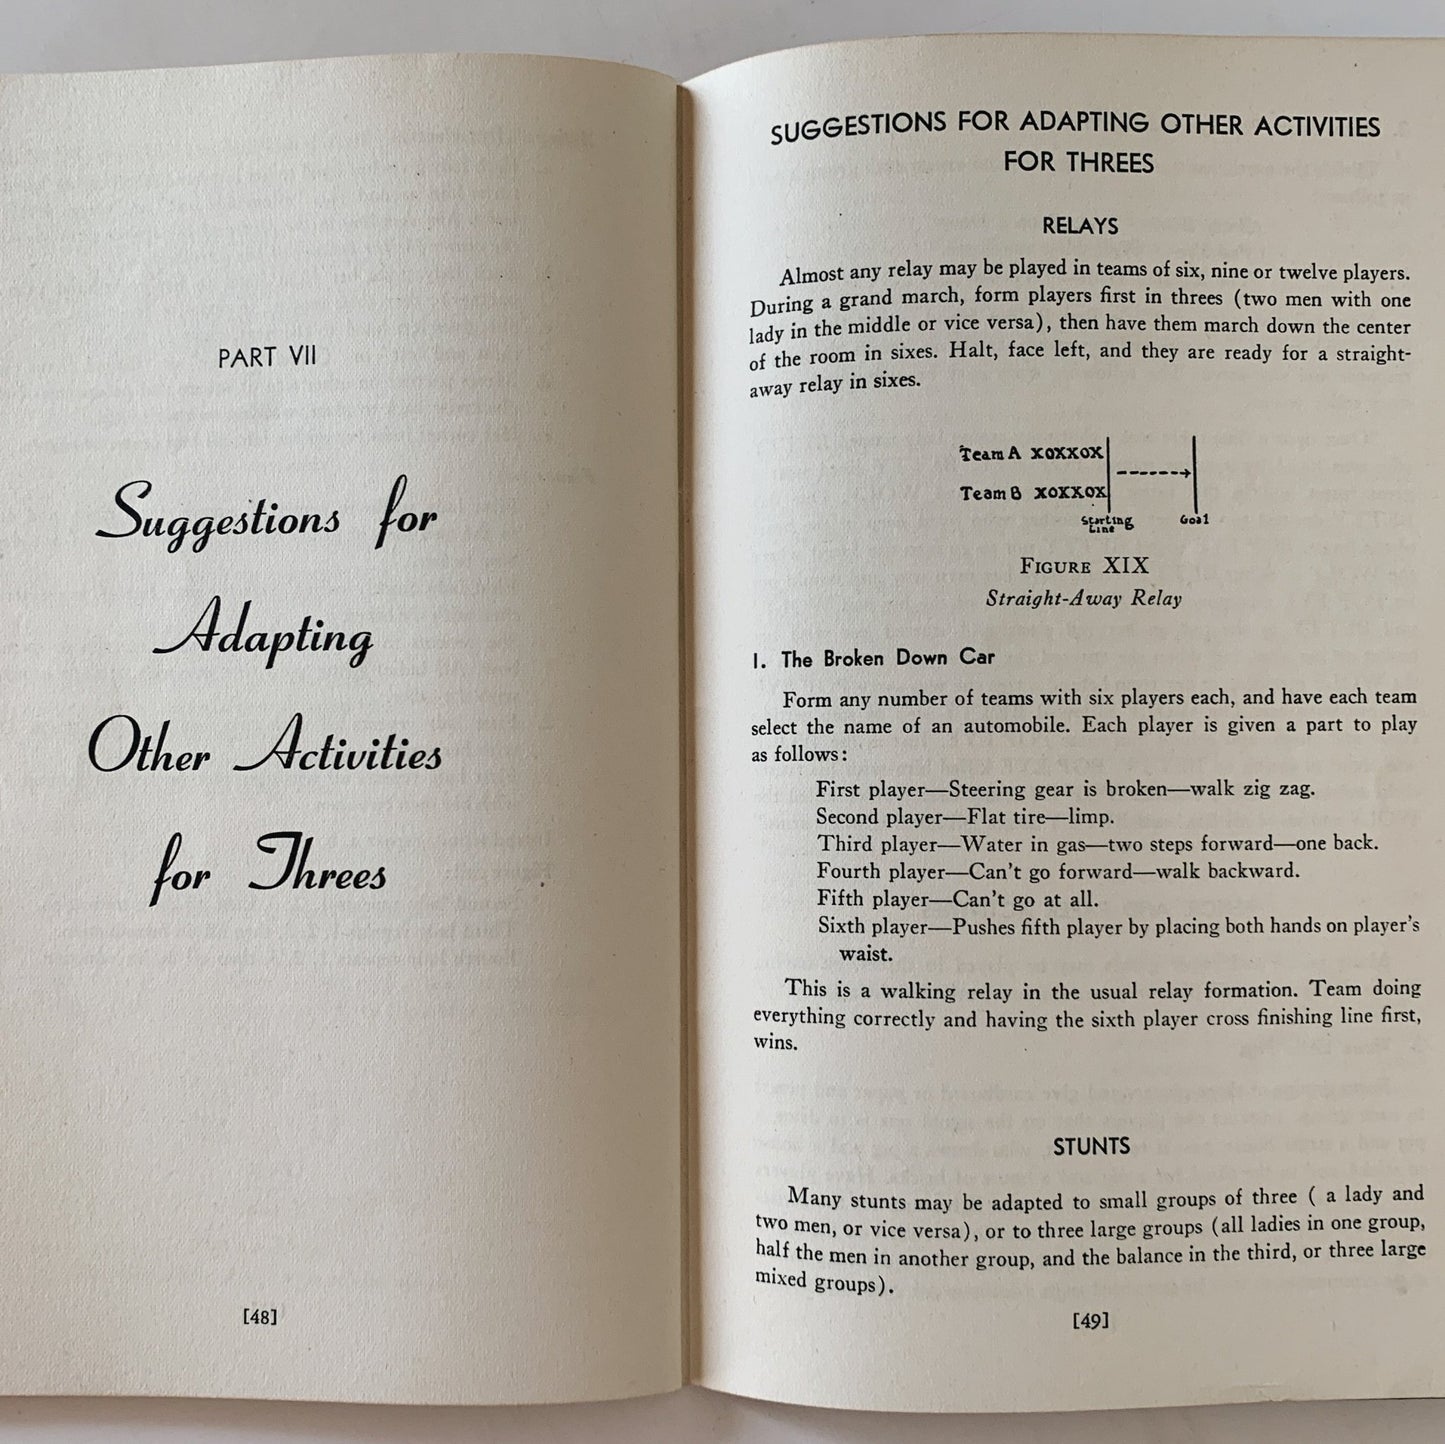 PART VII
Suggestions for
Adapting
Other Activities
for Threes
[48]
SUGGESTIONS FOR ADAPTING OTHER ACTIVITIES
FOR THREES
RELAYS
Almost any relay may be played in teams of six, nine or twelve players.
During a grand march, form players first in threes (two men with one
lady in the middle or vice versa), then have them march down the center
of the room in sixes. Halt, face left, and they are ready for a straight-
away relay in sixes.
Team A XOXXOX
Team B XOXXOX
Starting
Line
Goal
FIGURE XIX
Straight-Away Relay
I. The Broken Down Car
Form any number of teams with six players each, and have each team
select the name of an automobile. Each player is given a part to play
as follows:
First player—Steering gear is broken—walk zig zag.
Second player—Flat tire—limp.
Third player—Water in gas—two steps forward—one back.
Fourth player—Can't go forward—walk backward.
Fifth player—Can't go at all.
Sixth player—Pushes fifth player by placing both hands on player's
waist.
This is a walking relay in the usual relay formation. Team doing
everything correctly and having the sixth player cross finishing line first,
wins.
STUNTS
Many stunts may be adapted to small groups of three ( a lady and
two men, or vice versa), or to three large groups (all ladies in one group,
half the men in another group, and the balance in the third, or three large
mixed groups).
[49]